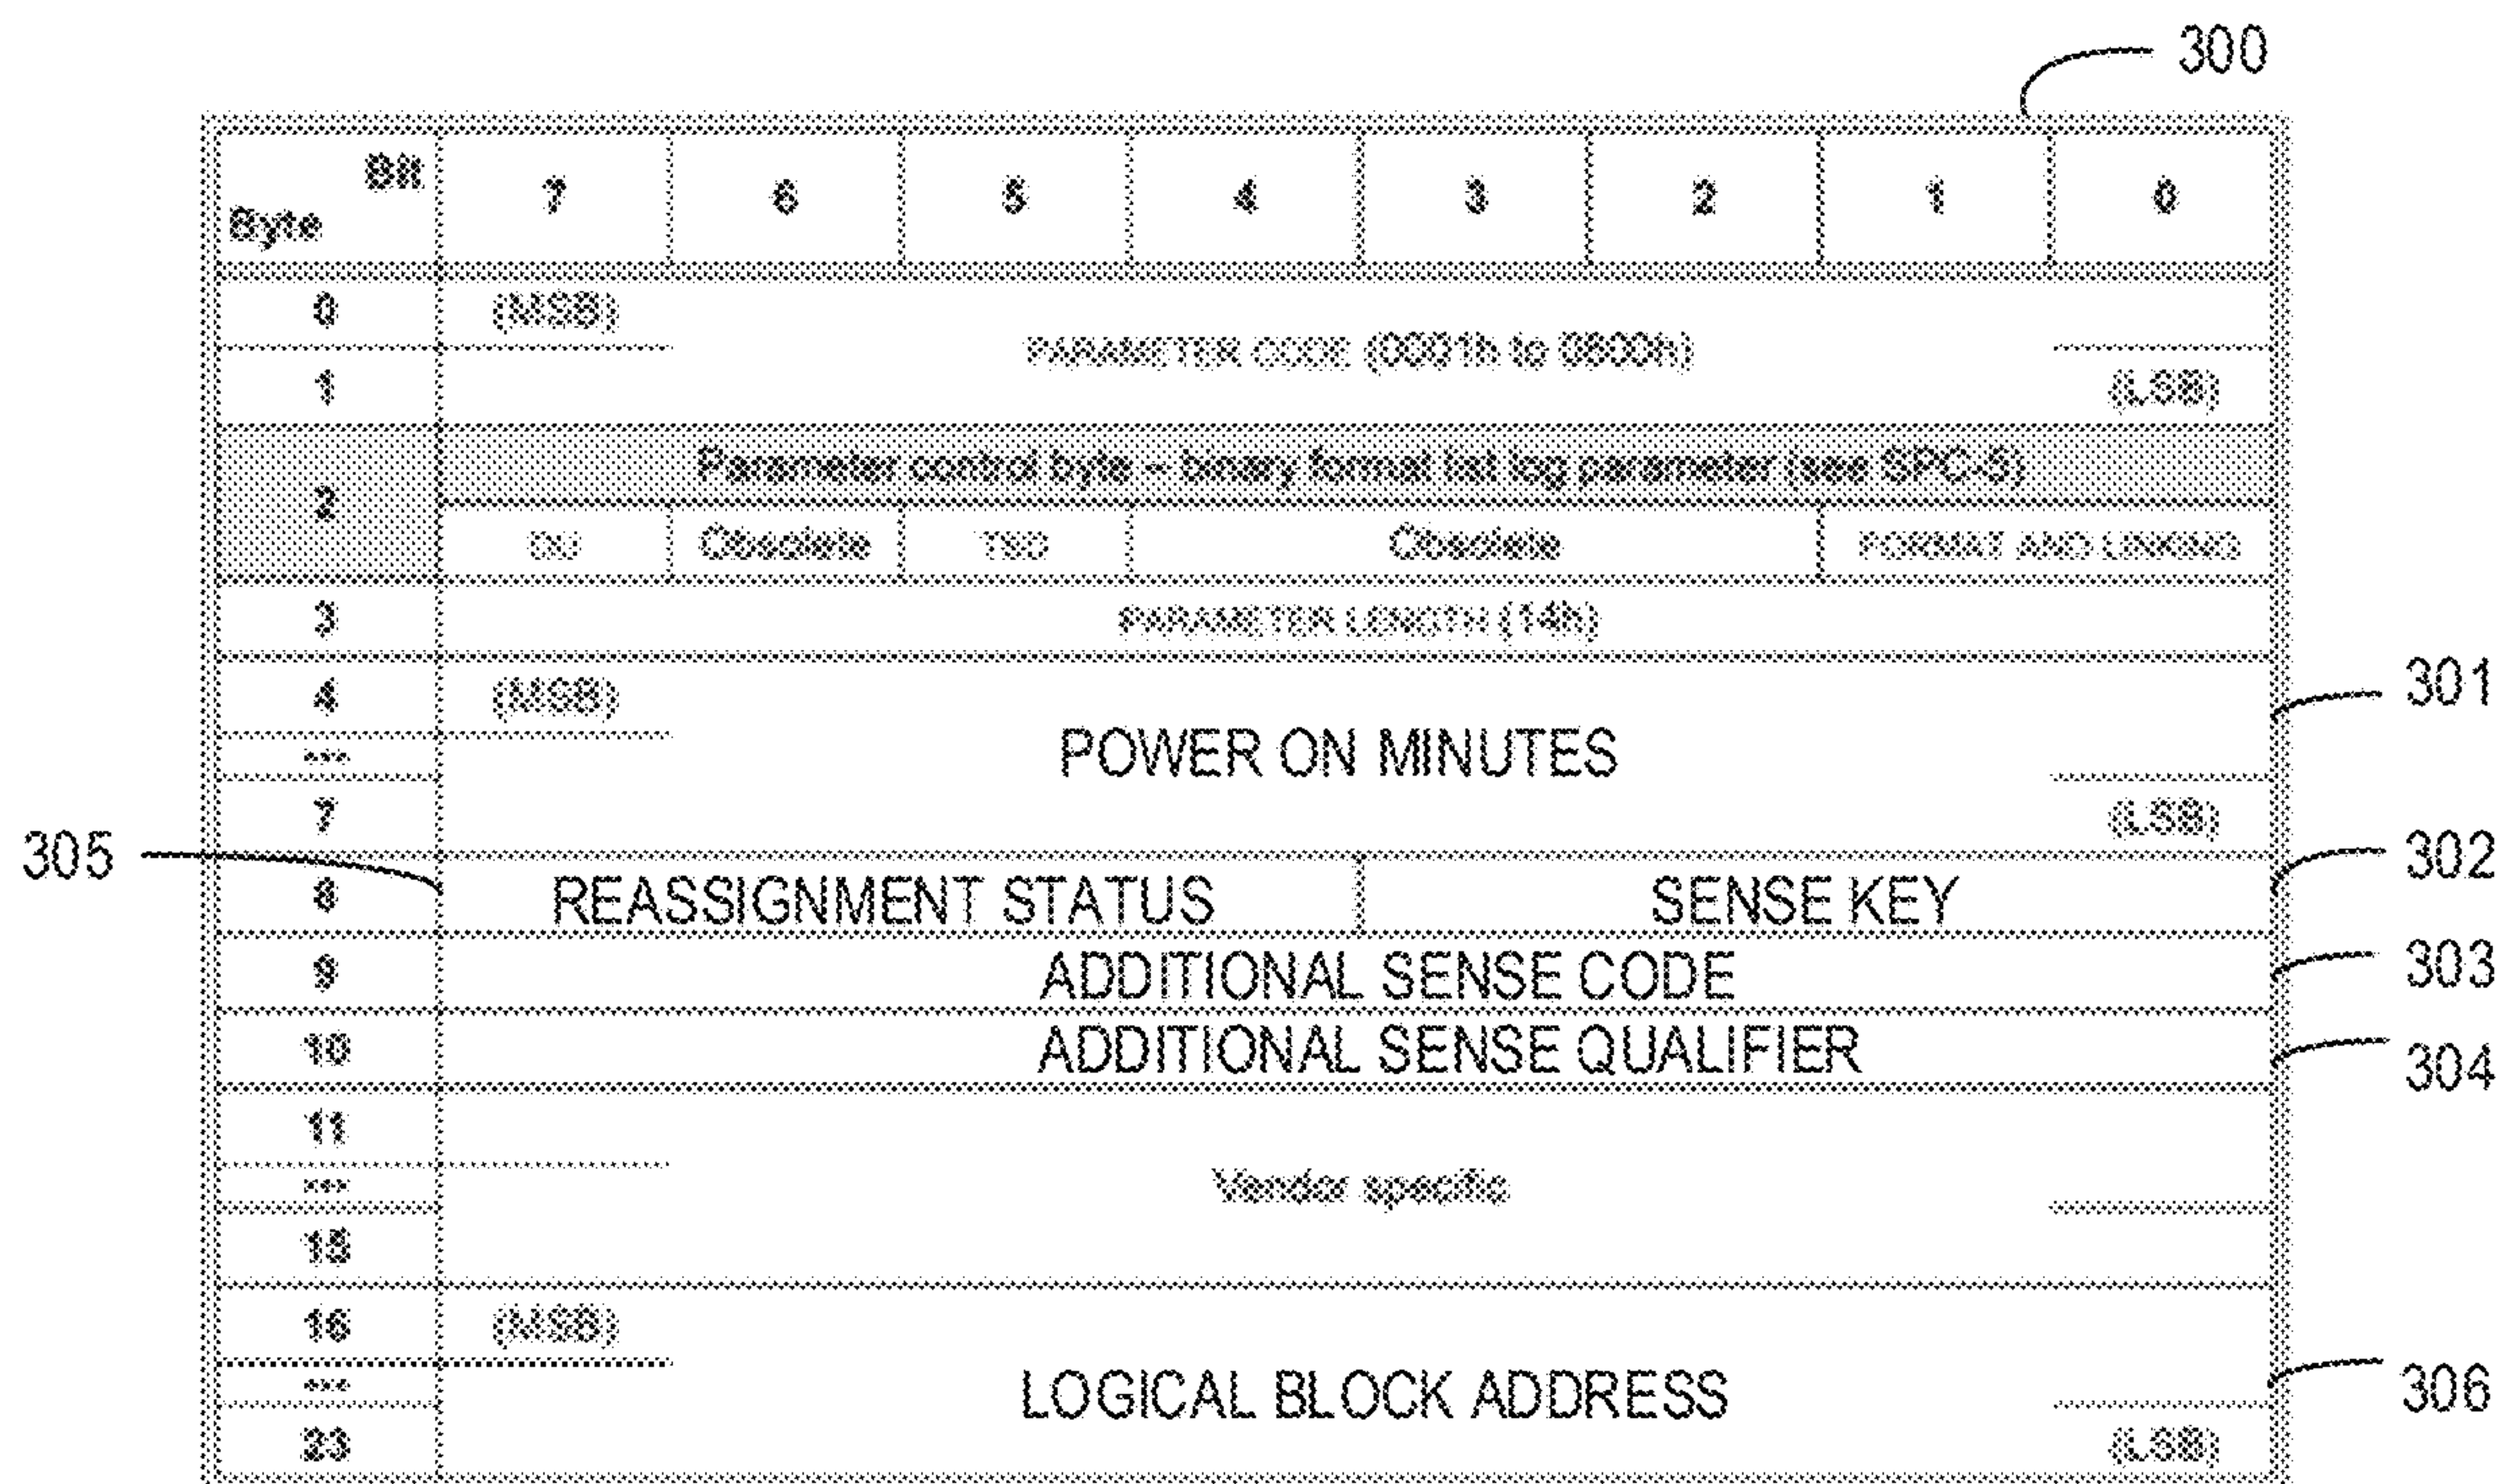 300
Bit
Byte 7 6 5 4 3 2 1 0
0 (MSB)
PARAMETER CODE (0001h to 0800h)
1 (LSB)
2 Parameter control byte – binary format list log parameter (see SPC-5)
DU Obsolete TSD Obsolete FORMAT AND LINKING
3 PARAMETER LENGTH (14h)
4 (MSB) 301
... POWER ON MINUTES
7 (LSB)
305 8 REASSIGNMENT STATUS SENSE KEY 302
9 ADDITIONAL SENSE CODE 303
10 ADDITIONAL SENSE QUALIFIER 304
11
... Vendor specific
15
16 (MSB)
... LOGICAL BLOCK ADDRESS 306
23 (LSB)